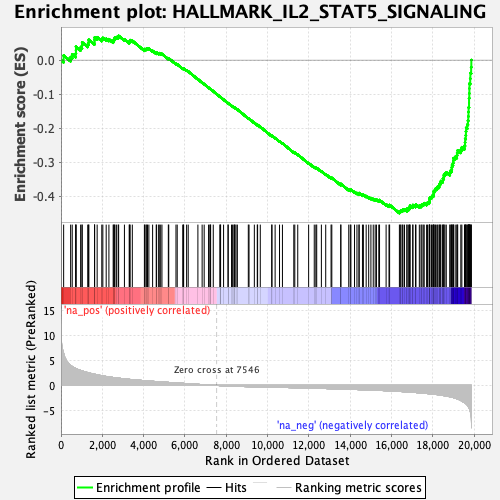 Enrichment plot: HALLMARK_IL2_STAT5_SIGNALING
Enrichment score (ES)
0.0
-0.1
-0.2
-0.3
-0.4
'na_pos' (positively correlated)
Ranked list metric (PreRanked)
15
10
5
0
-5
Zero cross at 7546
'na_neg' (negatively correlated)
0
2,000
4,000
6,000
8,000
10,000
12,000
14,000
16,000
18,000
20,000
Rank in Ordered Dataset
Enrichment profile
Hits
Ranking metric scores